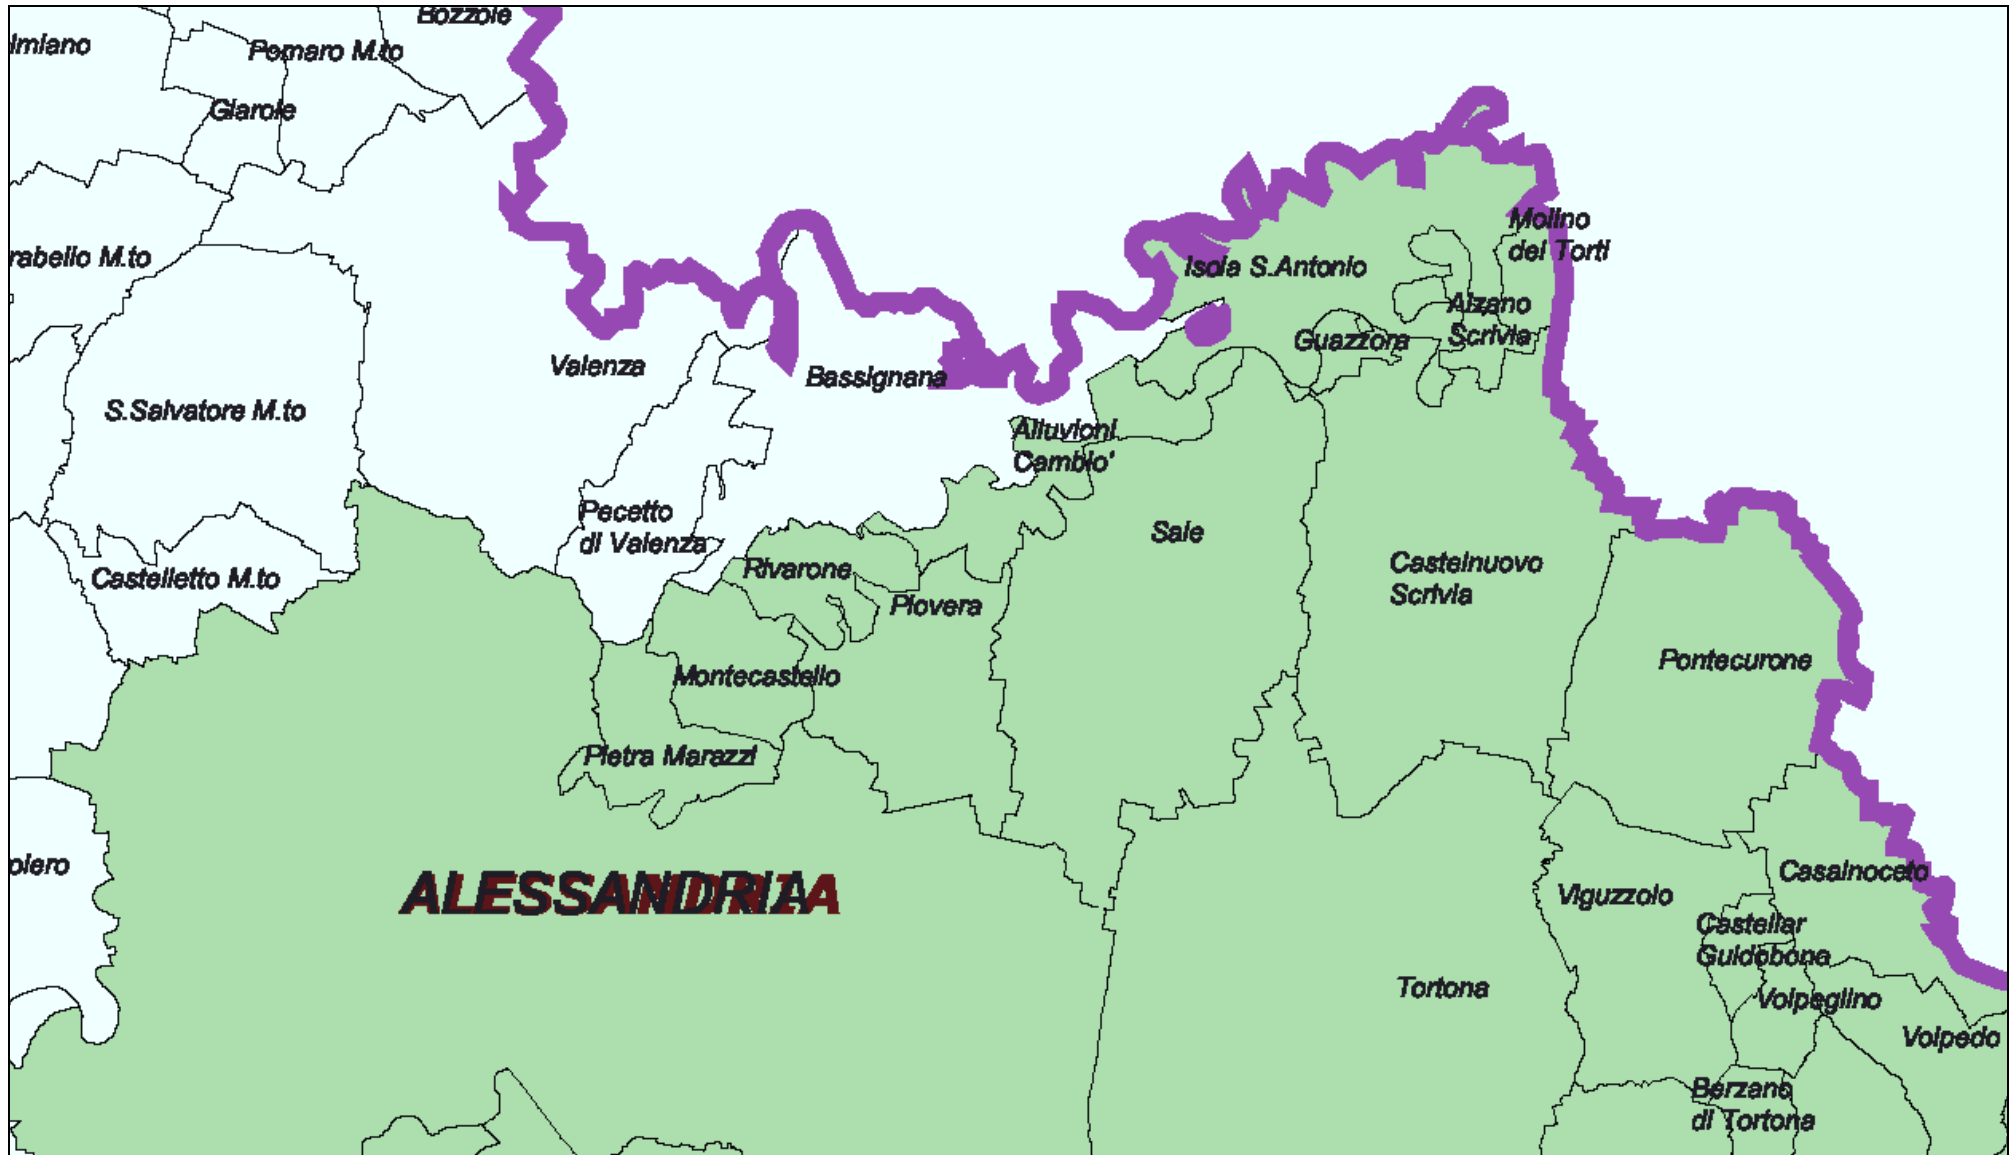 Bozzole
lmiano
Pomaro M.to
Giarole
Molino
dei Torti
rabello M.to
Isola S.Antonio
Alzano
Scrivia
Guazzora
Valenza
Bassignana
S.Salvatore M.to
Alluvioni
Cambio'
Pecetto
di Valenza
Sale
Castelnuovo
Scrivia
Castelletto M.to
Rivarone
Piovera
Pontecurone
Montecastello
Pietra Marazzi
olero
ALESSANDRIA
Casalnoceto
Viguzzolo
Castellar
Guidobono
Tortona
Volpeglino
Volpedo
Berzano
di Tortona